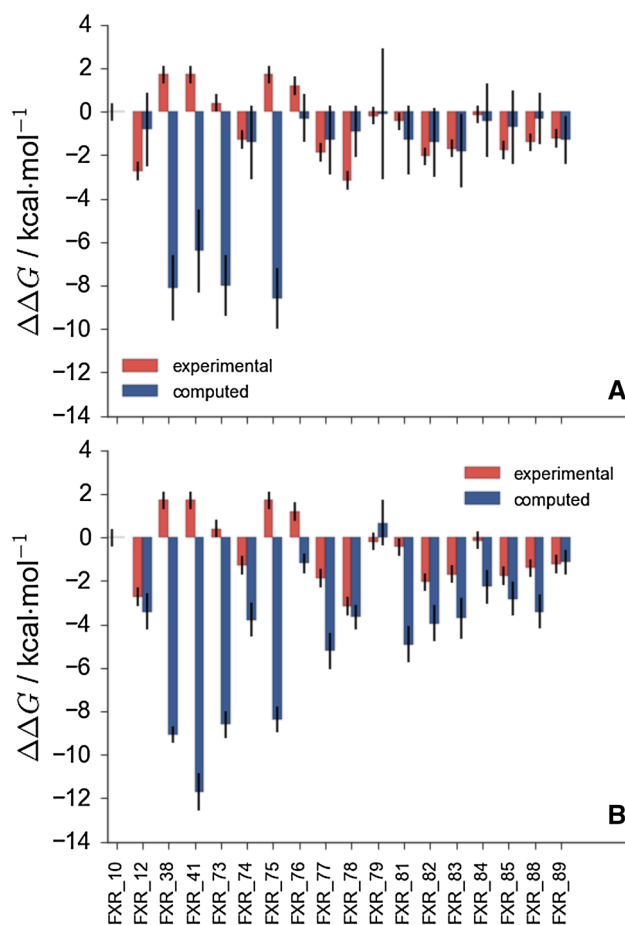 4
2
0
−2
−4
−6
−8
−10
−12
−14
ΔΔG / kcal·mol⁻¹
experimental
computed
A
4
2
0
−2
−4
−6
−8
−10
−12
−14
ΔΔG / kcal·mol⁻¹
experimental
computed
B
FXR_10
FXR_12
FXR_38
FXR_41
FXR_73
FXR_74
FXR_75
FXR_76
FXR_77
FXR_78
FXR_79
FXR_81
FXR_82
FXR_83
FXR_84
FXR_85
FXR_88
FXR_89